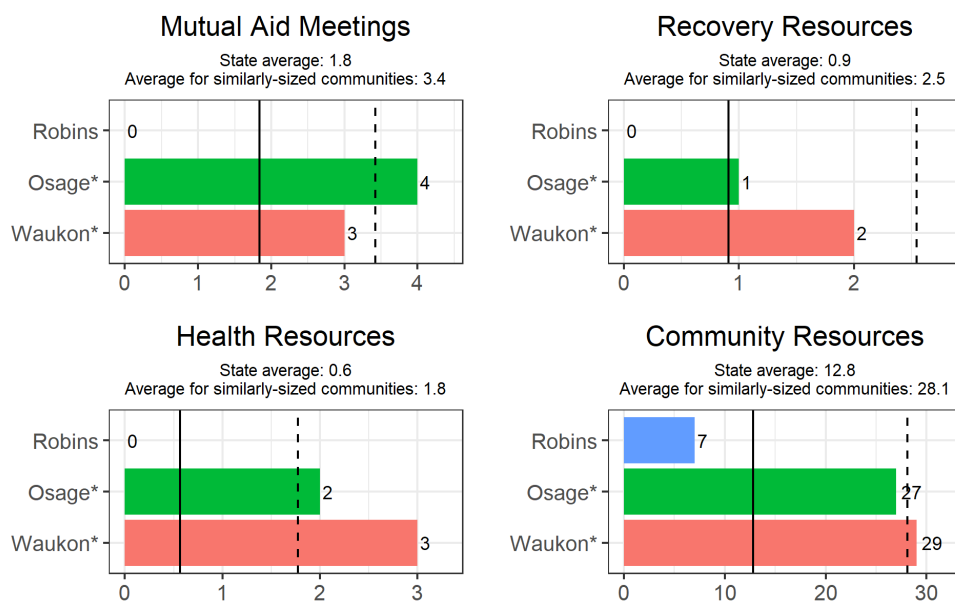 Mutual Aid Meetings
State average: 1.8
Average for similarly-sized communities: 3.4
Robins
0
Osage*
4
Waukon*
3
0 1 2 3 4
Recovery Resources
State average: 0.9
Average for similarly-sized communities: 2.5
Robins
0
Osage*
1
Waukon*
2
0 1 2
Health Resources
State average: 0.6
Average for similarly-sized communities: 1.8
Robins
0
Osage*
2
Waukon*
3
0 1 2 3
Community Resources
State average: 12.8
Average for similarly-sized communities: 28.1
Robins
7
Osage*
27
Waukon*
29
0 10 20 30